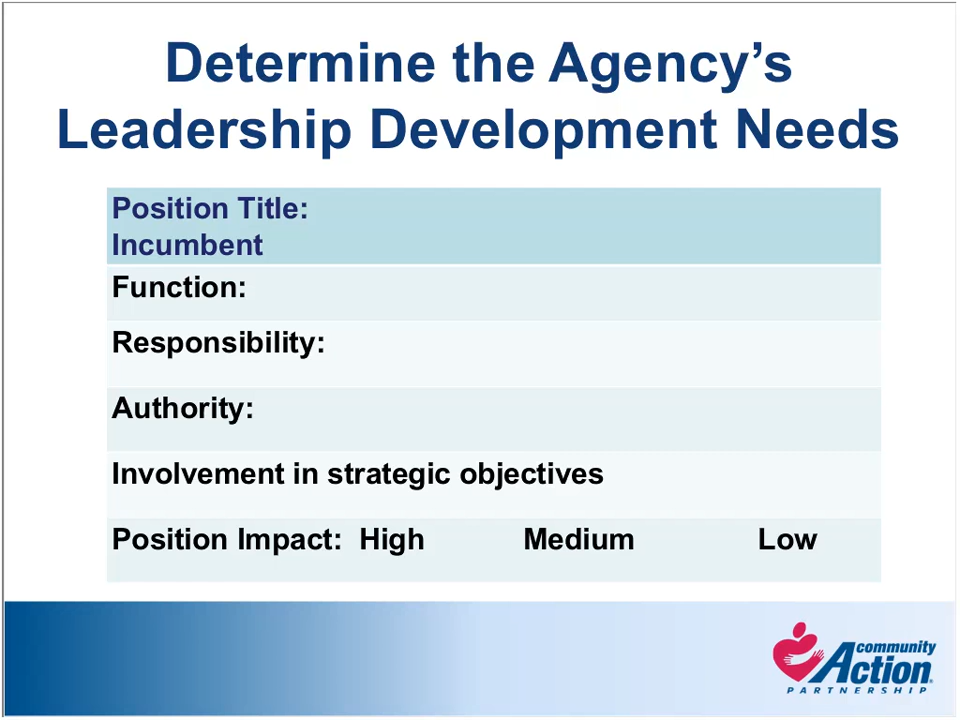 Determine the Agency’s
Leadership Development Needs
Position Title:
Incumbent
Function:
Responsibility:
Authority:
Involvement in strategic objectives
Position Impact: High Medium Low
community
Action®
PARTNERSHIP